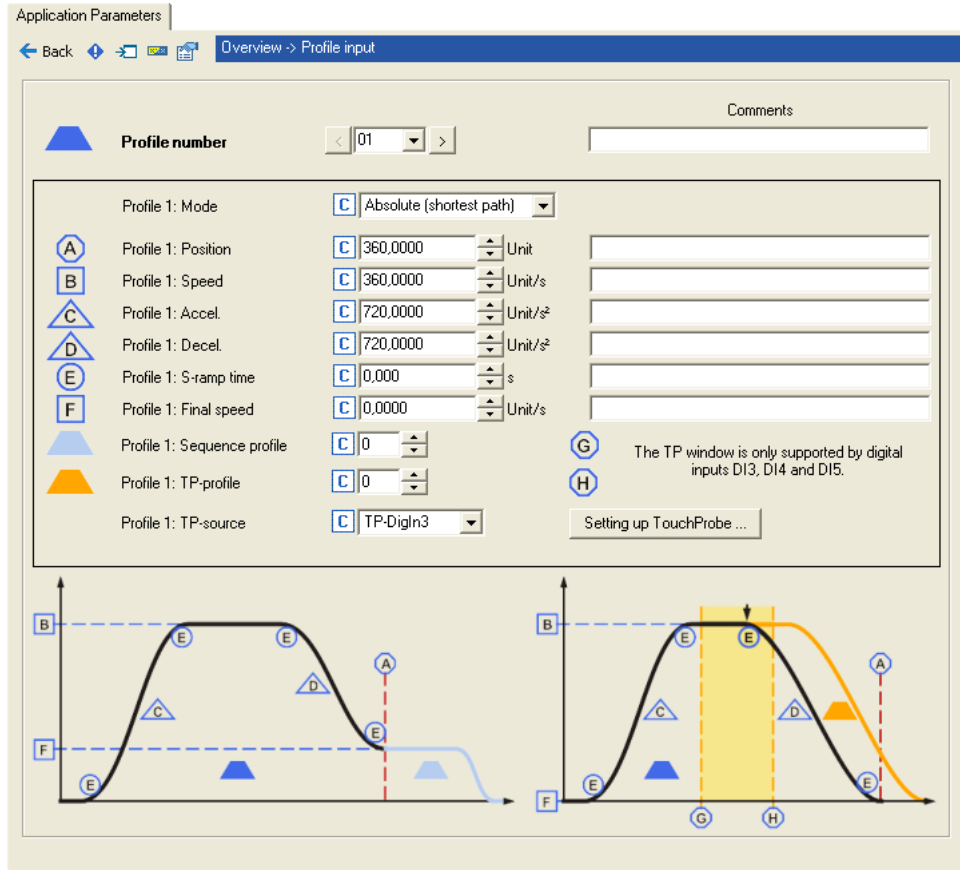 Application Parameters
Back
Overview -> Profile input
Comments
Profile number
<
01
>
Profile 1: Mode
C
Absolute (shortest path)
A
Profile 1: Position
C
360,0000
Unit
B
Profile 1: Speed
C
360,0000
Unit/s
C
Profile 1: Accel.
C
720,0000
Unit/s²
D
Profile 1: Decel.
C
720,0000
Unit/s²
E
Profile 1: S-ramp time
C
0,000
s
F
Profile 1: Final speed
C
0,0000
Unit/s
Profile 1: Sequence profile
C
0
G
The TP window is only supported by digital
inputs DI3, DI4 and DI5.
H
Profile 1: TP-profile
C
0
Profile 1: TP-source
C
TP-DigIn3
Setting up TouchProbe ...
B
E
E
A
D
C
E
F
E
B
E
E
A
C
D
E
E
F
G
H